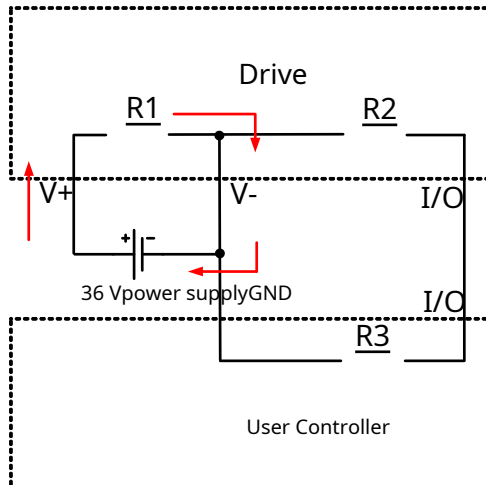 Drive
R1
R2
V+
V-
I/O
+ -
36 Vpower supplyGND
I/O
R3
User Controller